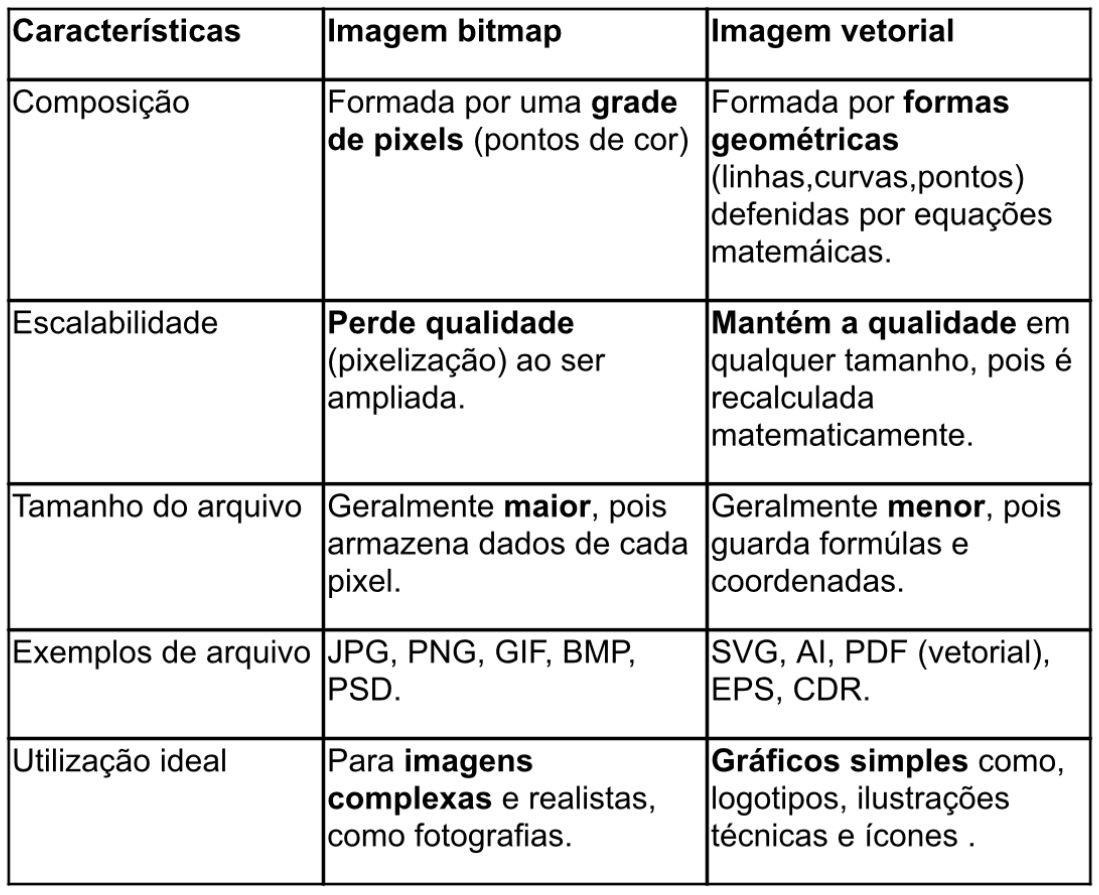 Características
Imagem bitmap
Imagem vetorial
Composição
Formada por uma grade
de pixels (pontos de cor)
Formada por formas
geométricas
(linhas,curvas,pontos)
defenidas por equações
matemáicas.
Escalabilidade
Perde qualidade
(pixelização) ao ser
ampliada.
Mantém a qualidade em
qualquer tamanho, pois é
recalculada
matematicamente.
Tamanho do arquivo
Geralmente maior, pois
armazena dados de cada
pixel.
Geralmente menor, pois
guarda formúlas e
coordenadas.
Exemplos de arquivo
JPG, PNG, GIF, BMP,
PSD.
SVG, AI, PDF (vetorial),
EPS, CDR.
Utilização ideal
Para imagens
complexas e realistas,
como fotografias.
Gráficos simples como,
logotipos, ilustrações
técnicas e ícones .